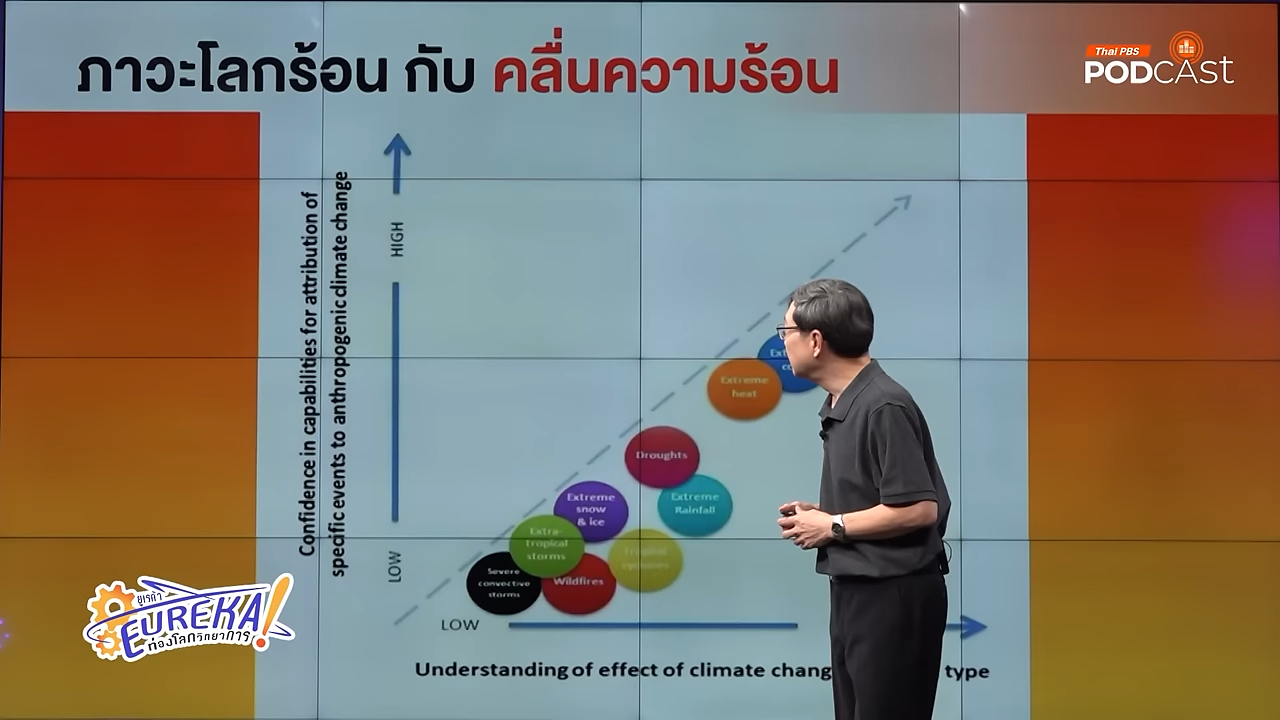 ภาวะโลกร้อน กับ คลื่นความร้อน
Thai PBS
PODCAST
Confidence in capabilities for attribution of
specific events to anthropogenic climate change
HIGH
LOW
Extreme
heat
Droughts
Extreme
snow
& ice
Extreme
Rainfall
Extra-
tropical
storms
Tropical
cyclones
Severe
convective
storms
Wildfires
LOW
Understanding of effect of climate
type
ยูเรก้า
EUREKA!
ท่องโลกวิทยาการ